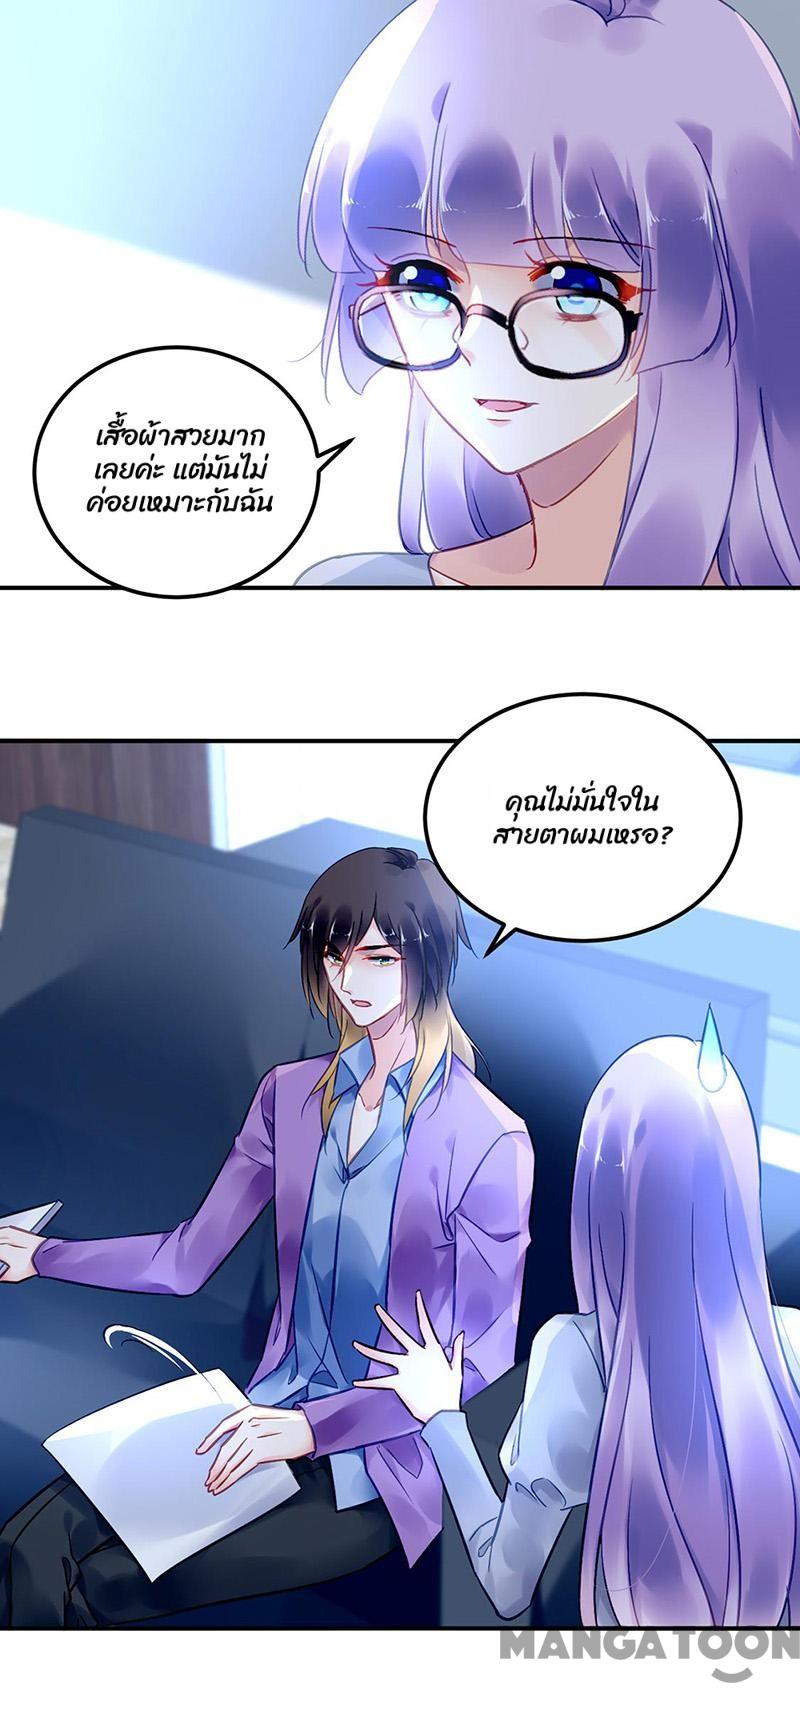 เสื้อผ้าสวยมาก
เลยค่ะ แต่มันไม่
ค่อยเหมาะกับฉัน
คุณไม่มั่นใจใน
สายตาผมเหรอ?
MANGATOON